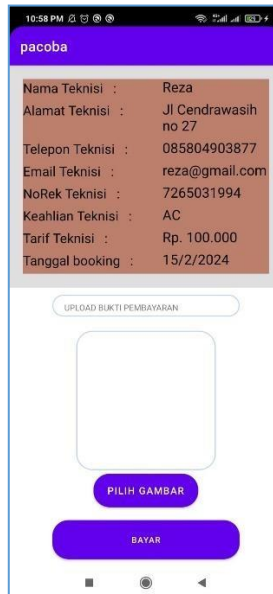 10:58 PM
pacoba
Nama Teknisi : Reza
Alamat Teknisi : Jl Cendrawasih
no 27
Telepon Teknisi : 085804903877
Email Teknisi : reza@gmail.com
NoRek Teknisi : 7265031994
Keahlian Teknisi : AC
Tarif Teknisi : Rp. 100.000
Tanggal booking : 15/2/2024
UPLOAD BUKTI PEMBAYARAN
PILIH GAMBAR
BAYAR